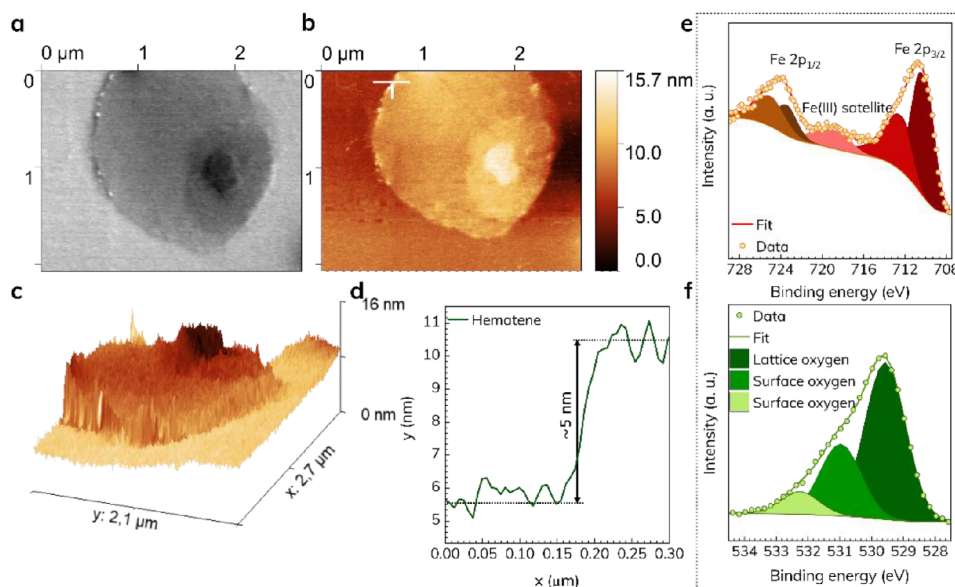 a
0 µm
1
2
0
1
b
0 µm
1
2
0
1
15.7 nm
10.0
5.0
0.0
c
16 nm
0 nm
x: 2,7 µm
y: 2,1 µm
d
Hematene
~5 nm
y (nm)
11
10
9
8
7
6
5
0.00
0.05
0.10
0.15
0.20
0.25
0.30
x (µm)
e
Fe 2p1/2
Fe 2p3/2
Fe(III) satellite
Intensity (a. u.)
Fit
Data
728
724
720
716
712
708
Binding energy (eV)
f
Data
Fit
Lattice oxygen
Surface oxygen
Surface oxygen
Intensity (a. u.)
534
533
532
531
530
529
528
Binding energy (eV)